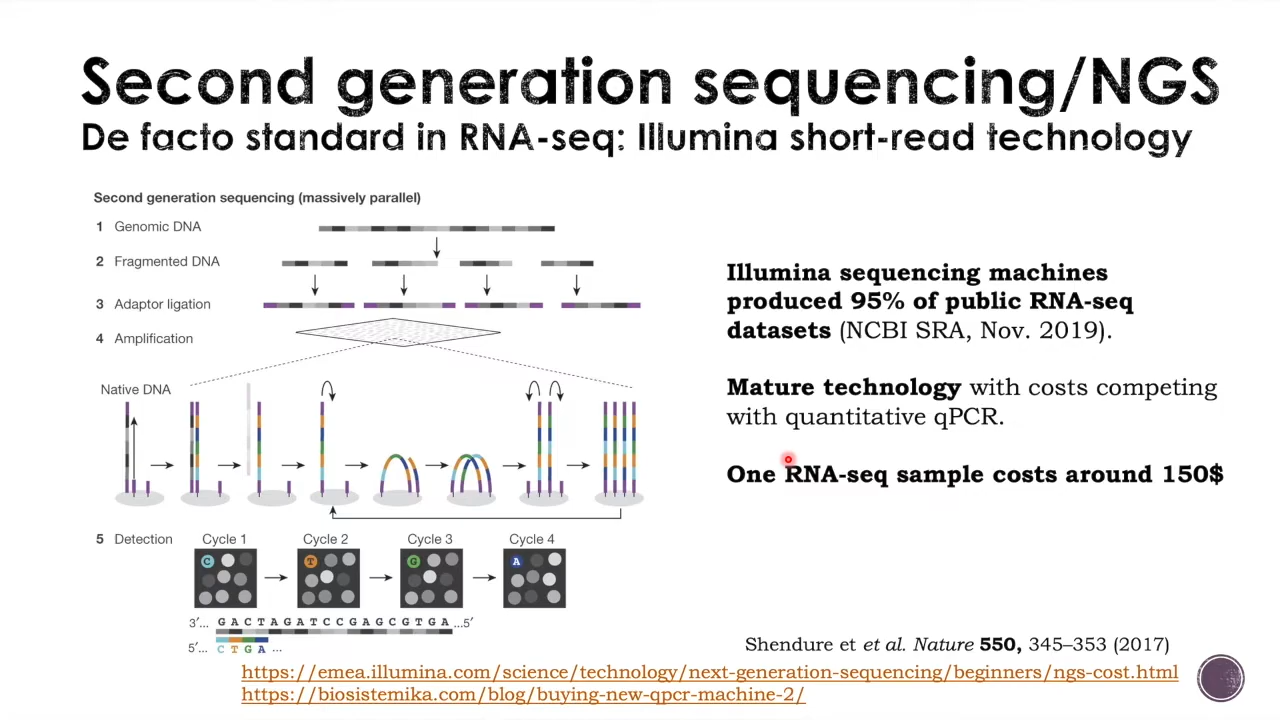 Second generation sequencing/NGS
De facto standard in RNA-seq: Illumina short-read technology
Second generation sequencing (massively parallel)
1 Genomic DNA
2 Fragmented DNA
3 Adaptor ligation
4 Amplification
Native DNA
5 Detection
Cycle 1
Cycle 2
Cycle 3
Cycle 4
C
T
G
A
3′... G A C T A G A T C C G A G C G T G A ...5′
5′... C T G A ...
Illumina sequencing machines
produced 95% of public RNA-seq
datasets (NCBI SRA, Nov. 2019).
Mature technology with costs competing
with quantitative qPCR.
One RNA-seq sample costs around 150$
Shendure et et al. Nature 550, 345–353 (2017)
https://emea.illumina.com/science/technology/next-generation-sequencing/beginners/ngs-cost.html
https://biosistemika.com/blog/buying-new-qpcr-machine-2/